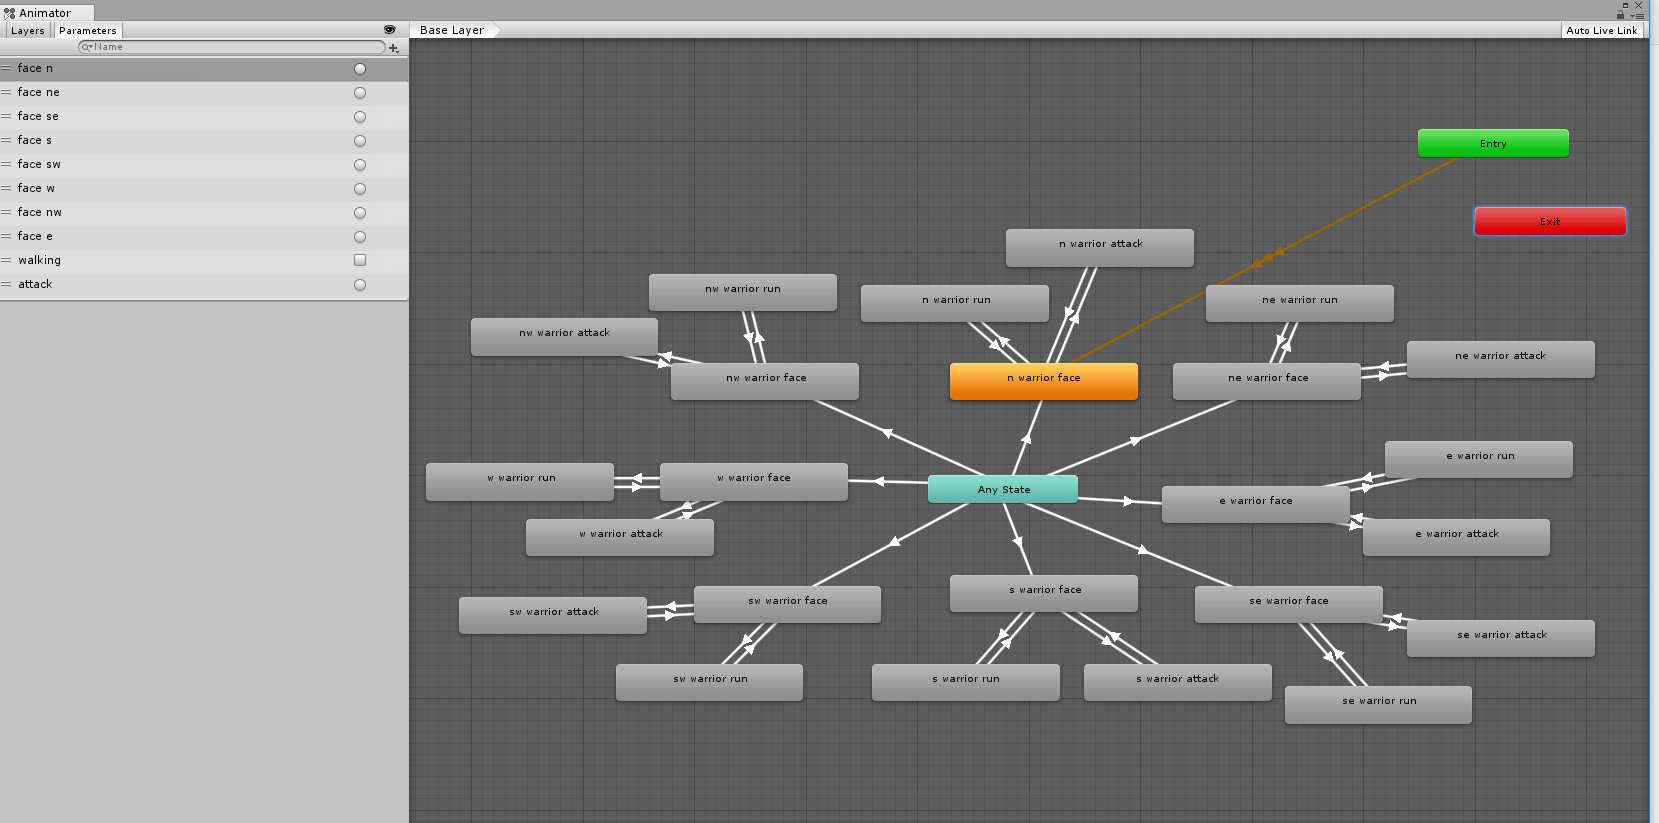 Animator
Layers
Parameters
Base Layer
Auto Live Link
Name
face n
face ne
face se
face s
face sw
face w
face nw
face e
walking
attack
Entry
Exit
n warrior attack
nw warrior run
n warrior run
ne warrior run
nw warrior attack
ne warrior attack
nw warrior face
n warrior face
ne warrior face
e warrior run
w warrior run
w warrior face
Any State
e warrior face
w warrior attack
e warrior attack
s warrior face
sw warrior face
se warrior face
sw warrior attack
se warrior attack
sw warrior run
s warrior run
s warrior attack
se warrior run